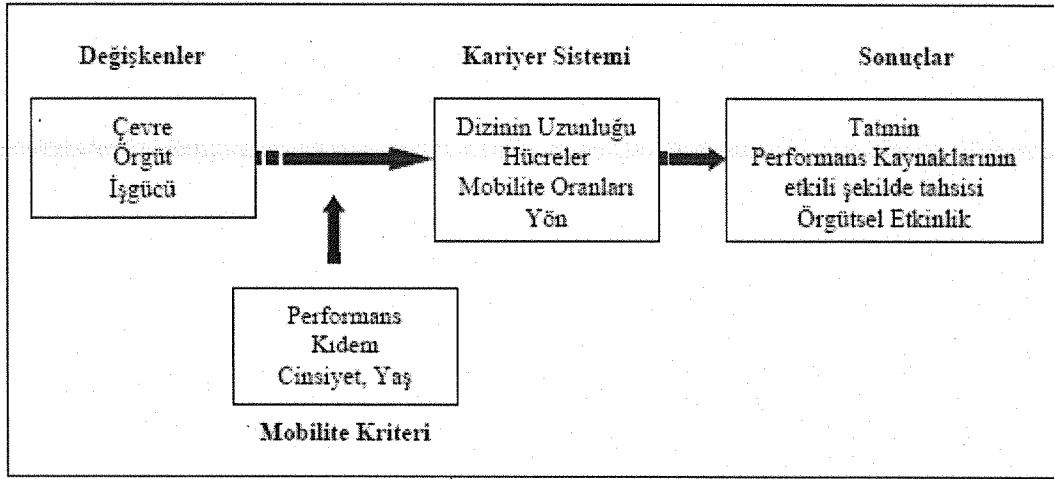 Değişkenler
Çevre
Örgüt
İşgücü
Kariyer Sistemi
Dizinin Uzunluğu
Hücreler
Mobilite Oranları
Yön
Sonuçlar
Tatmin
Performans Kaynaklarının
etkili şekilde tahsisi
Örgütsel Etkinlik
Performans
Kıdem
Cinsiyet, Yaş
Mobilite Kriteri